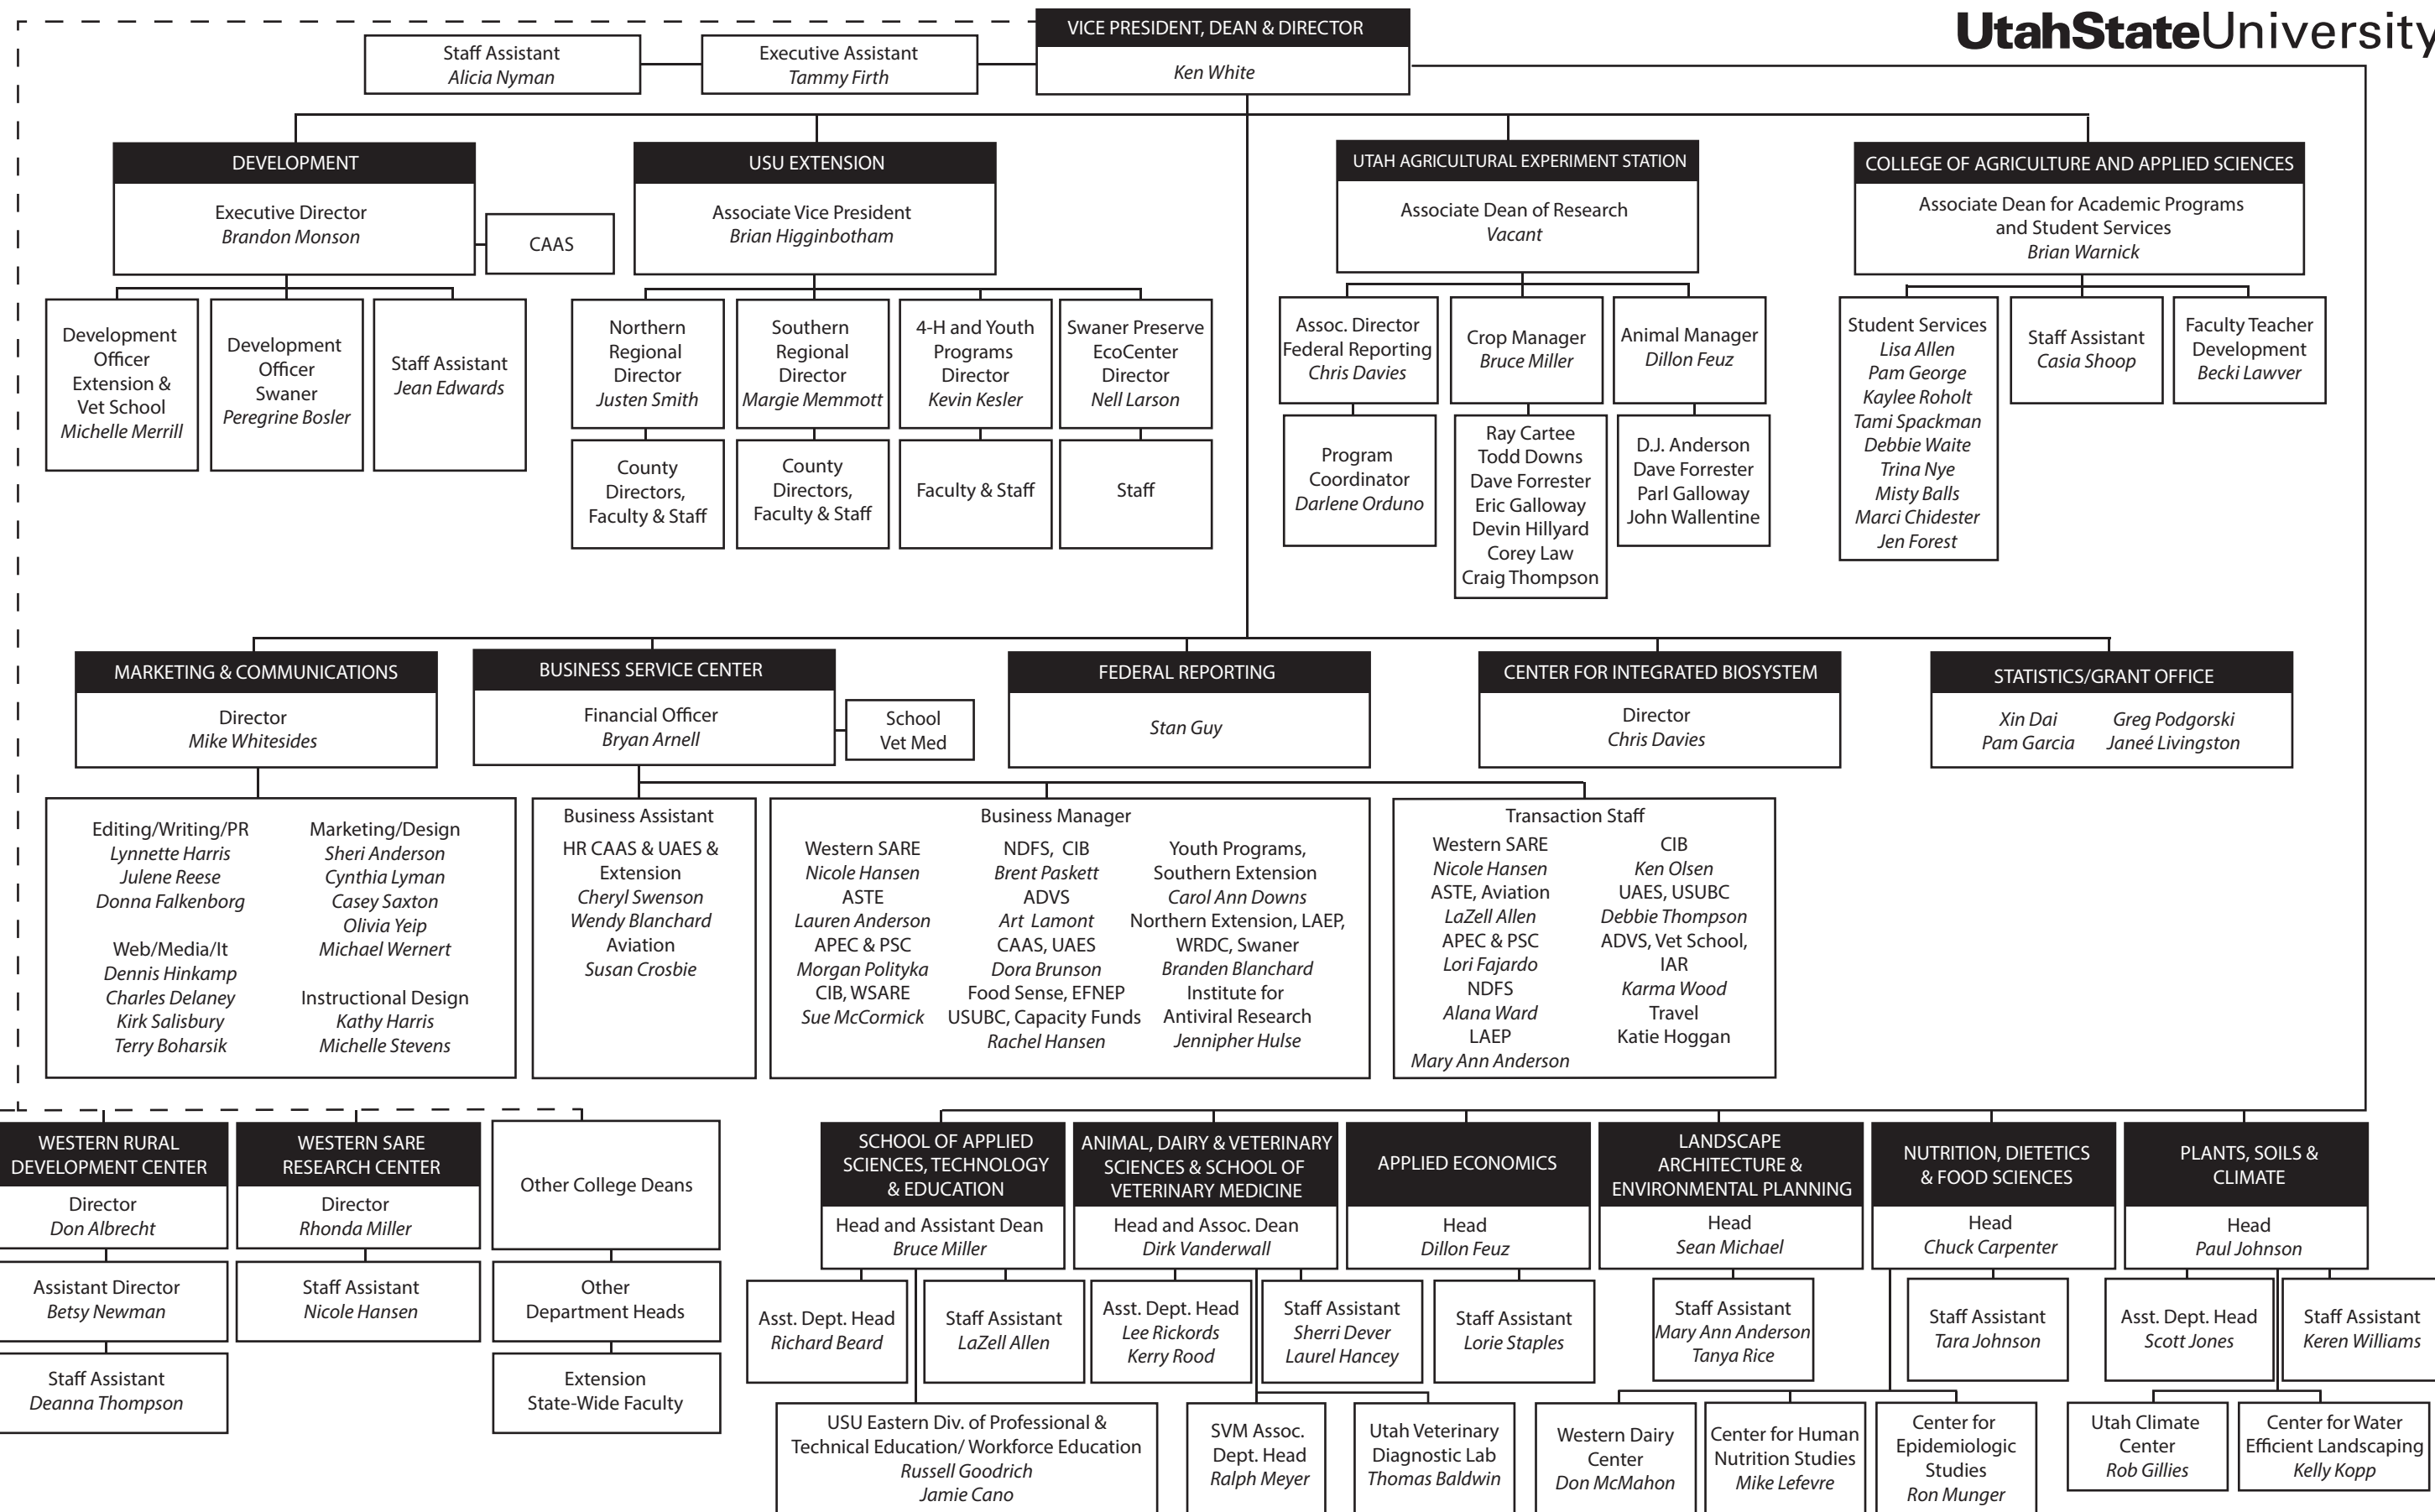 UtahStateUniversity
VICE PRESIDENT, DEAN & DIRECTOR
Ken White
Staff Assistant
Alicia Nyman
Executive Assistant
Tammy Firth
DEVELOPMENT
Executive Director
Brandon Monson
CAAS
Development
Officer
Extension &
Vet School
Michelle Merrill
Development
Officer
Swaner
Peregrine Bosler
Staff Assistant
Jean Edwards
USU EXTENSION
Associate Vice President
Brian Higginbotham
Northern
Regional
Director
Justen Smith
County
Directors,
Faculty & Staff
Southern
Regional
Director
Margie Memmott
County
Directors,
Faculty & Staff
4-H and Youth
Programs
Director
Kevin Kesler
Faculty & Staff
Swaner Preserve
EcoCenter
Director
Nell Larson
Staff
UTAH AGRICULTURAL EXPERIMENT STATION
Associate Dean of Research
Vacant
Assoc. Director
Federal Reporting
Chris Davies
Program
Coordinator
Darlene Orduno
Crop Manager
Bruce Miller
Ray Cartee
Todd Downs
Dave Forrester
Eric Galloway
Devin Hillyard
Corey Law
Craig Thompson
Animal Manager
Dillon Feuz
D.J. Anderson
Dave Forrester
Parl Galloway
John Wallentine
COLLEGE OF AGRICULTURE AND APPLIED SCIENCES
Associate Dean for Academic Programs
and Student Services
Brian Warnick
Student Services
Lisa Allen
Pam George
Kaylee Roholt
Tami Spackman
Debbie Waite
Trina Nye
Misty Balls
Marci Chidester
Jen Forest
Staff Assistant
Casia Shoop
Faculty Teacher
Development
Becki Lawver
MARKETING & COMMUNICATIONS
Director
Mike Whitesides
Editing/Writing/PR
Lynnette Harris
Julene Reese
Donna Falkenborg
Web/Media/It
Dennis Hinkamp
Charles Delaney
Kirk Salisbury
Terry Boharsik
Marketing/Design
Sheri Anderson
Cynthia Lyman
Casey Saxton
Olivia Yeip
Michael Wernert
Instructional Design
Kathy Harris
Michelle Stevens
BUSINESS SERVICE CENTER
Financial Officer
Bryan Arnell
School
Vet Med
Business Assistant
HR CAAS & UAES &
Extension
Cheryl Swenson
Wendy Blanchard
Aviation
Susan Crosbie
Business Manager
Western SARE
Nicole Hansen
ASTE
Lauren Anderson
APEC & PSC
Morgan Polityka
CIB, WSARE
Sue McCormick
NDFS, CIB
Brent Paskett
ADVS
Art Lamont
CAAS, UAES
Dora Brunson
Food Sense, EFNEP
USUBC, Capacity Funds
Rachel Hansen
Youth Programs,
Southern Extension
Carol Ann Downs
Northern Extension, LAEP,
WRDC, Swaner
Branden Blanchard
Institute for
Antiviral Research
Jennipher Hulse
Transaction Staff
Western SARE
Nicole Hansen
ASTE, Aviation
LaZell Allen
APEC & PSC
Lori Fajardo
NDFS
Alana Ward
LAEP
Mary Ann Anderson
CIB
Ken Olsen
UAES, USUBC
Debbie Thompson
ADVS, Vet School,
IAR
Karma Wood
Travel
Katie Hoggan
FEDERAL REPORTING
Stan Guy
CENTER FOR INTEGRATED BIOSYSTEM
Director
Chris Davies
STATISTICS/GRANT OFFICE
Xin Dai
Pam Garcia
Greg Podgorski
Janeé Livingston
WESTERN RURAL
DEVELOPMENT CENTER
Director
Don Albrecht
Assistant Director
Betsy Newman
Staff Assistant
Deanna Thompson
WESTERN SARE
RESEARCH CENTER
Director
Rhonda Miller
Staff Assistant
Nicole Hansen
Other College Deans
Other
Department Heads
Extension
State-Wide Faculty
SCHOOL OF APPLIED
SCIENCES, TECHNOLOGY
& EDUCATION
Head and Assistant Dean
Bruce Miller
Asst. Dept. Head
Richard Beard
Staff Assistant
LaZell Allen
USU Eastern Div. of Professional &
Technical Education/ Workforce Education
Russell Goodrich
Jamie Cano
ANIMAL, DAIRY & VETERINARY
SCIENCES & SCHOOL OF
VETERINARY MEDICINE
Head and Assoc. Dean
Dirk Vanderwall
Asst. Dept. Head
Lee Rickords
Kerry Rood
Staff Assistant
Sherri Dever
Laurel Hancey
SVM Assoc.
Dept. Head
Ralph Meyer
Utah Veterinary
Diagnostic Lab
Thomas Baldwin
APPLIED ECONOMICS
Head
Dillon Feuz
Staff Assistant
Lorie Staples
LANDSCAPE
ARCHITECTURE &
ENVIRONMENTAL PLANNING
Head
Sean Michael
Staff Assistant
Mary Ann Anderson
Tanya Rice
NUTRITION, DIETETICS
& FOOD SCIENCES
Head
Chuck Carpenter
Staff Assistant
Tara Johnson
Western Dairy
Center
Don McMahon
Center for Human
Nutrition Studies
Mike Lefevre
Center for
Epidemiologic
Studies
Ron Munger
PLANTS, SOILS &
CLIMATE
Head
Paul Johnson
Asst. Dept. Head
Scott Jones
Staff Assistant
Keren Williams
Utah Climate
Center
Rob Gillies
Center for Water
Efficient Landscaping
Kelly Kopp